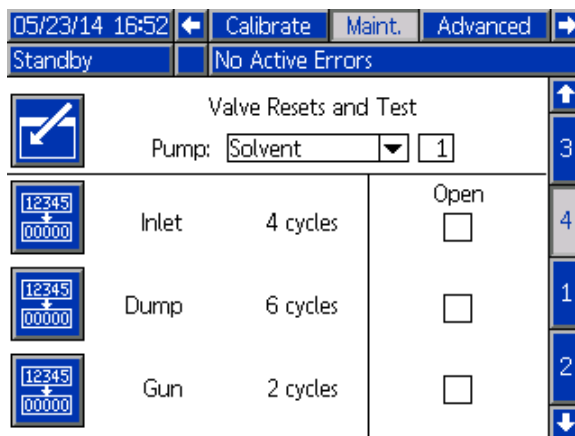 05/23/14 16:52 Calibrate Maint. Advanced
Standby No Active Errors
Valve Resets and Test
Pump: Solvent 1
3
Open
12345
00000
Inlet 4 cycles
4
12345
00000
Dump 6 cycles
1
12345
00000
Gun 2 cycles
2